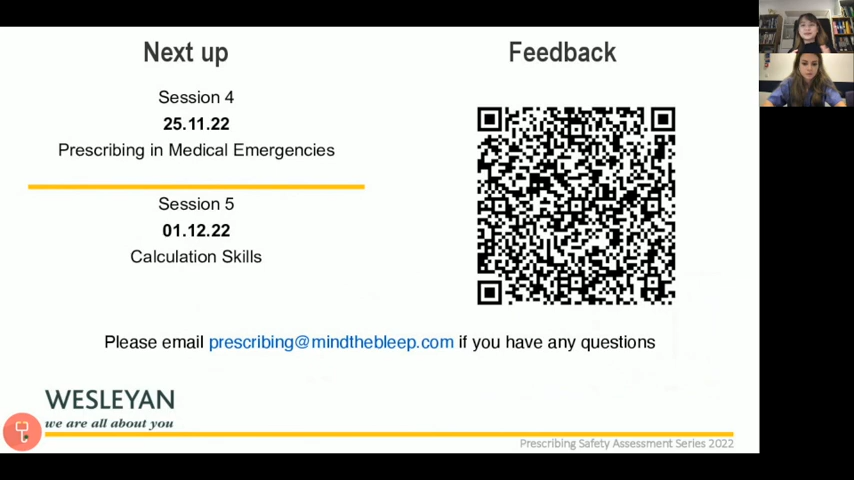 Next up
Session 4
25.11.22
Prescribing in Medical Emergencies
Session 5
01.12.22
Calculation Skills
Feedback
Please email prescribing@mindthebleep.com if you have any questions
WESLEYAN
we are all about you
Prescribing Safety Assessment Series 2022